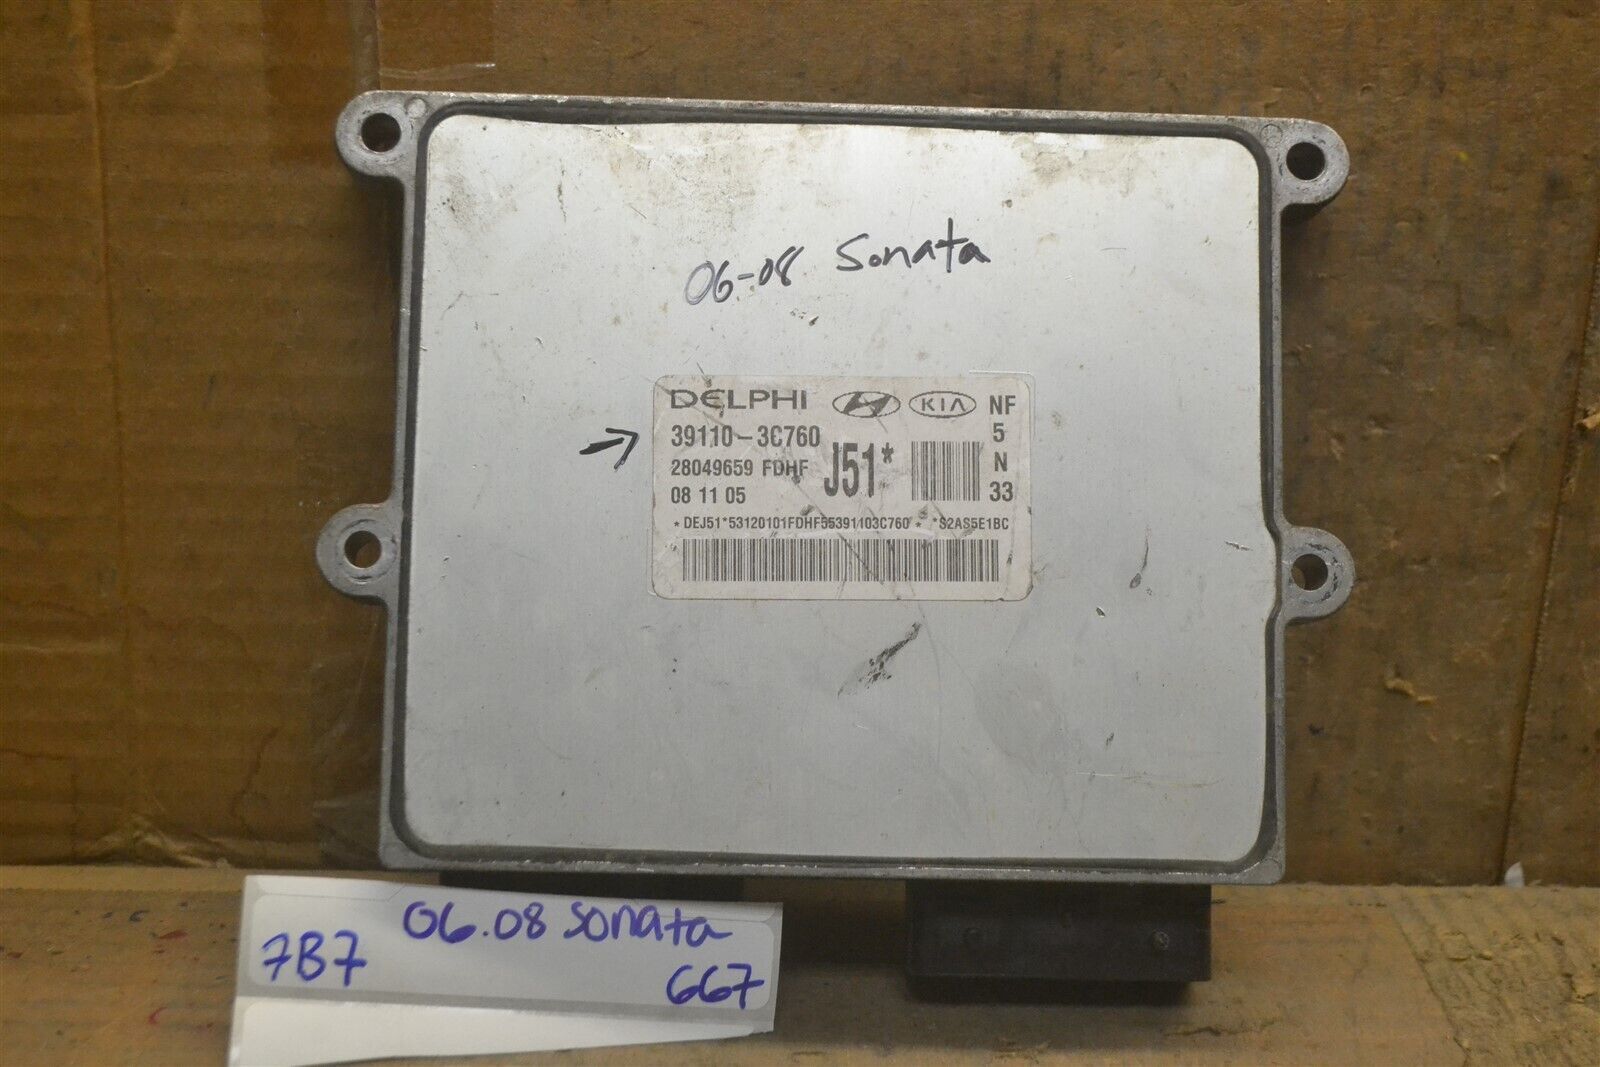 06-08 Sonata
DELPHI KIA NF
39110-3C760 5
28049659 FDHF J51* N
08 11 05 33
*DEJ51*53120101FDHF55391103C760* *S2AS5E1BC
06.08 Sonata
7B7
667